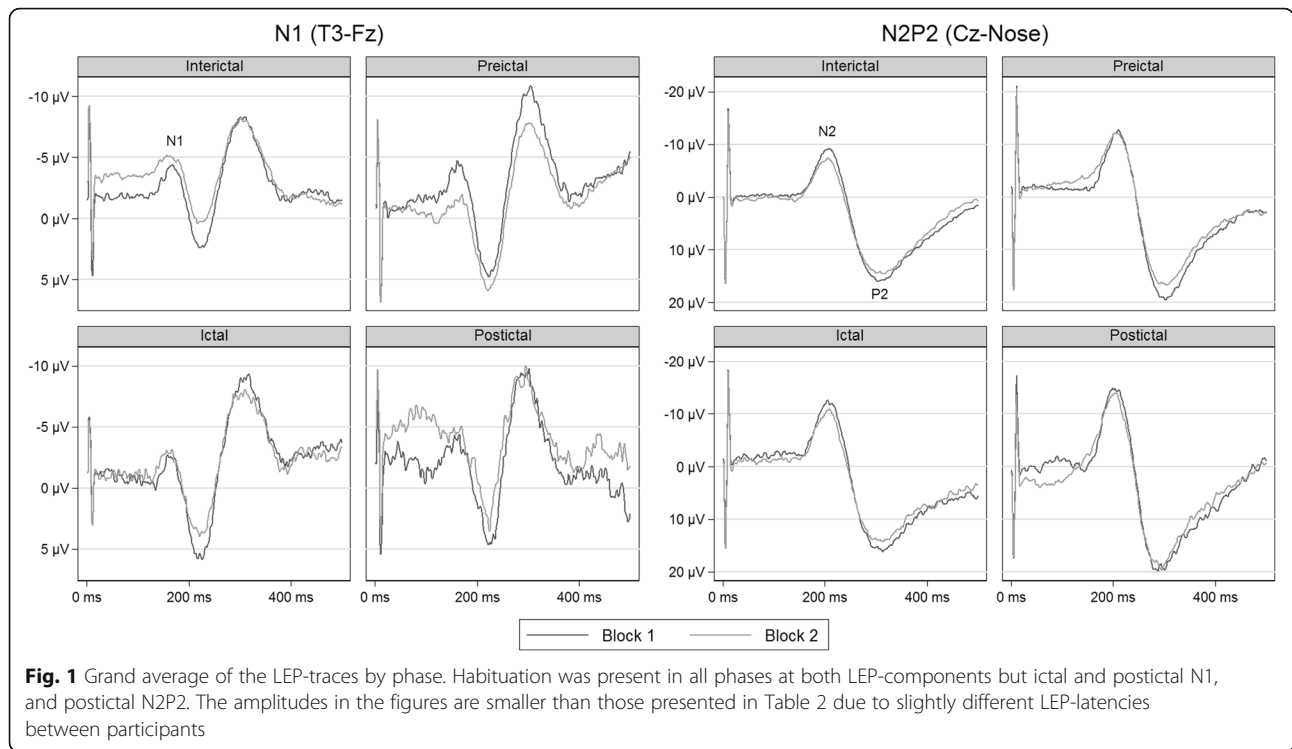 N1 (T3-Fz)
N2P2 (Cz-Nose)
Interictal
Preictal
Interictal
Preictal
-10 µV
-5 µV
0 µV
5 µV
N1
-20 µV
-10 µV
0 µV
10 µV
20 µV
N2
P2
Ictal
Postictal
Ictal
Postictal
-10 µV
-5 µV
0 µV
5 µV
-20 µV
-10 µV
0 µV
10 µV
20 µV
0 ms
200 ms
400 ms
0 ms
200 ms
400 ms
0 ms
200 ms
400 ms
0 ms
200 ms
400 ms
Block 1
Block 2
Fig. 1 Grand average of the LEP-traces by phase. Habituation was present in all phases at both LEP-components but ictal and postictal N1,
and postictal N2P2. The amplitudes in the figures are smaller than those presented in Table 2 due to slightly different LEP-latencies
between participants